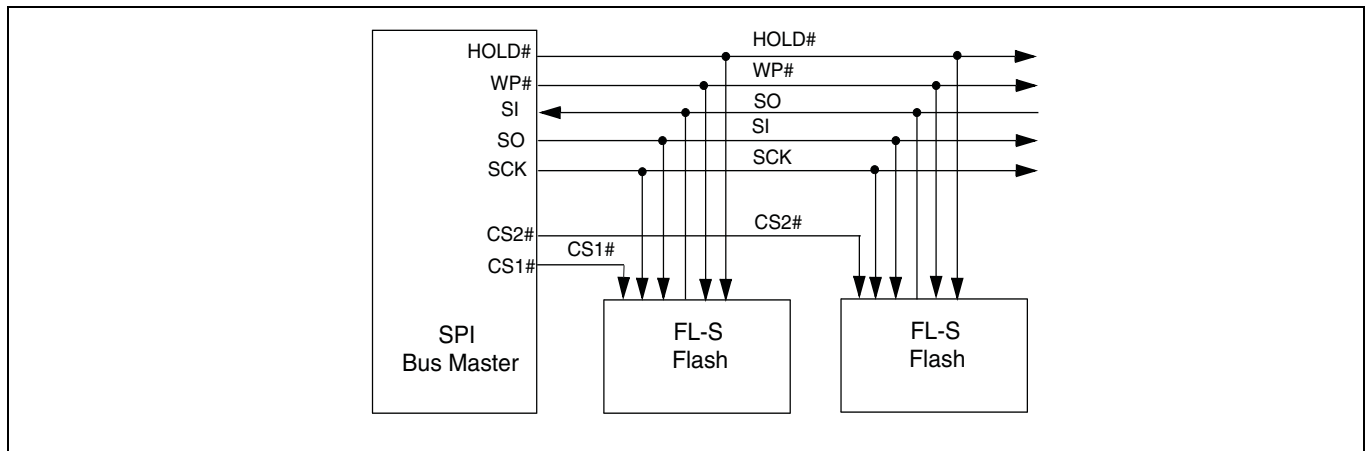 HOLD#
HOLD#
WP#
WP#
SI
SO
SO
SI
SCK
SCK
CS2#
CS2#
CS1#
CS1#
SPI
Bus Master
FL-S
Flash
FL-S
Flash